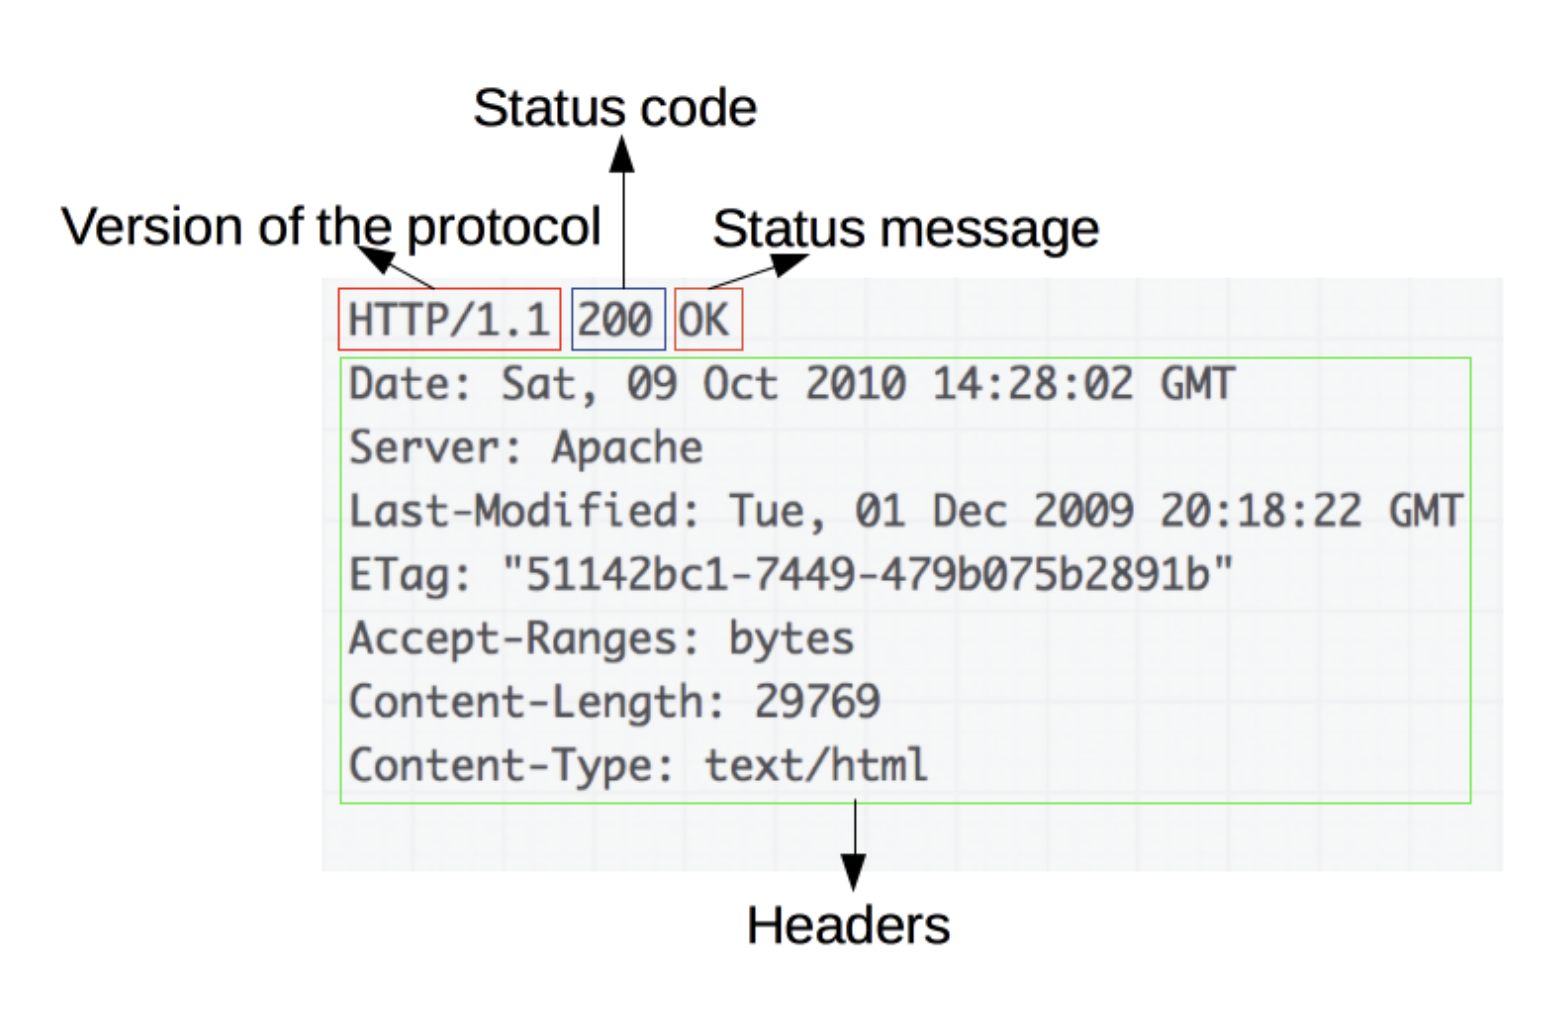 Status code
Version of the protocol
Status message
HTTP/1.1 200 OK
Date: Sat, 09 Oct 2010 14:28:02 GMT
Server: Apache
Last-Modified: Tue, 01 Dec 2009 20:18:22 GMT
ETag: "51142bc1-7449-479b075b2891b"
Accept-Ranges: bytes
Content-Length: 29769
Content-Type: text/html
Headers